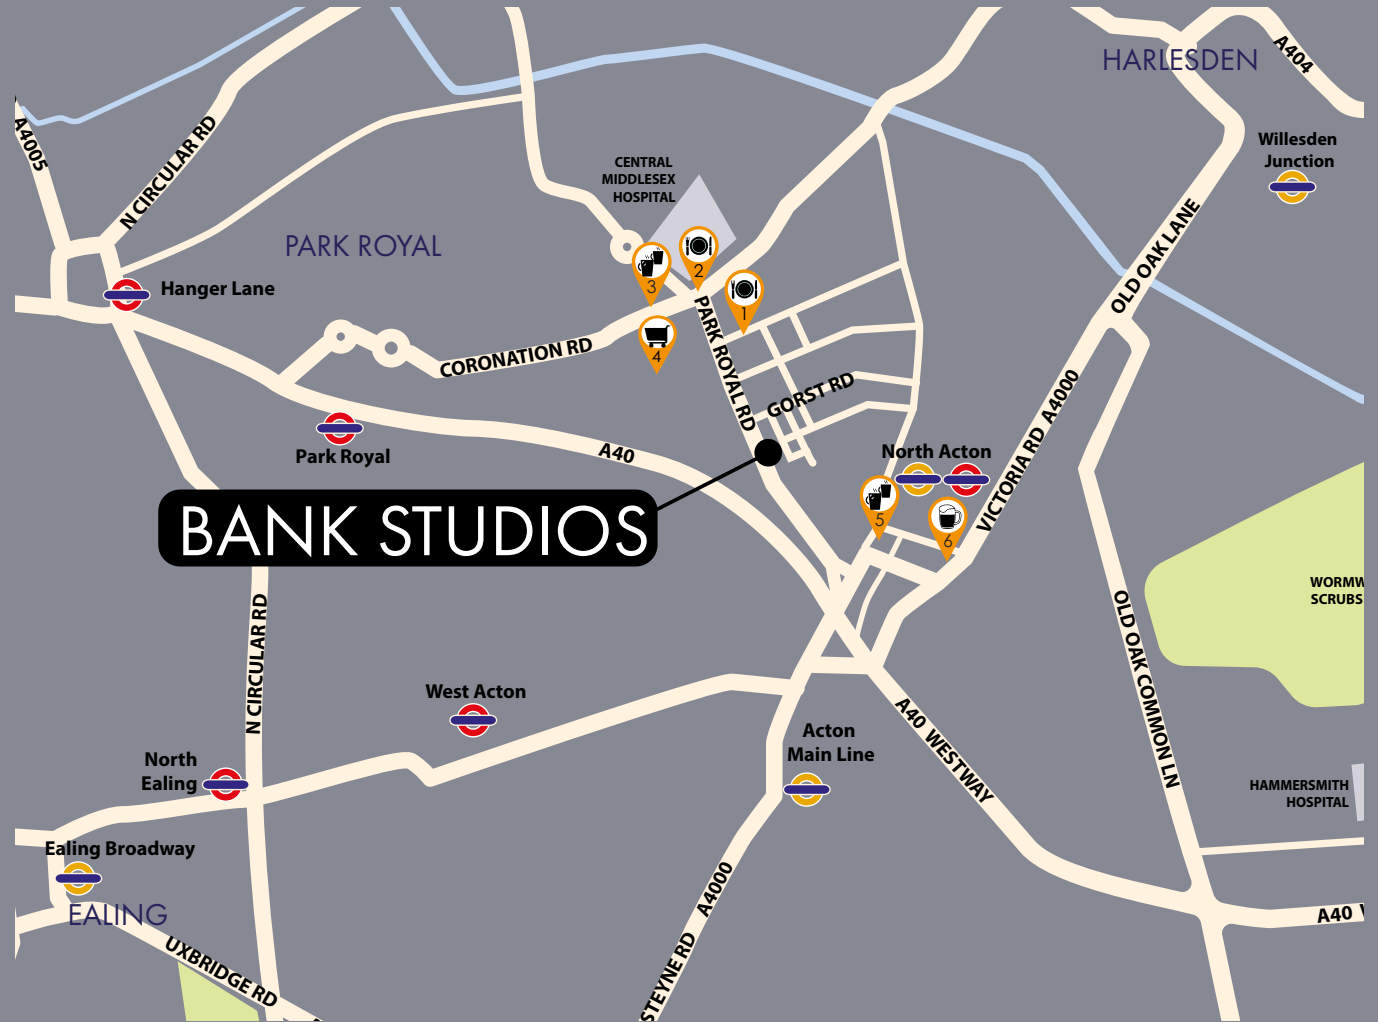 HARLESDEN
A404
A4005
N CIRCULAR RD
Willesden
Junction
CENTRAL
MIDDLESEX
HOSPITAL
PARK ROYAL
OLD OAK LANE
Hanger Lane
2
3
1
4
PARK ROYAL RD
CORONATION RD
GORST RD
VICTORIA RD A4000
Park Royal
A40
North Acton
BANK STUDIOS
5
6
WORMW
SCRUBS
N CIRCULAR RD
OLD OAK COMMON LN
West Acton
A40 WESTWAY
Acton
Main Line
North
Ealing
HAMMERSMITH
HOSPITAL
Ealing Broadway
A4000
EALING
A40
UXBRIDGE RD
STEYNE RD